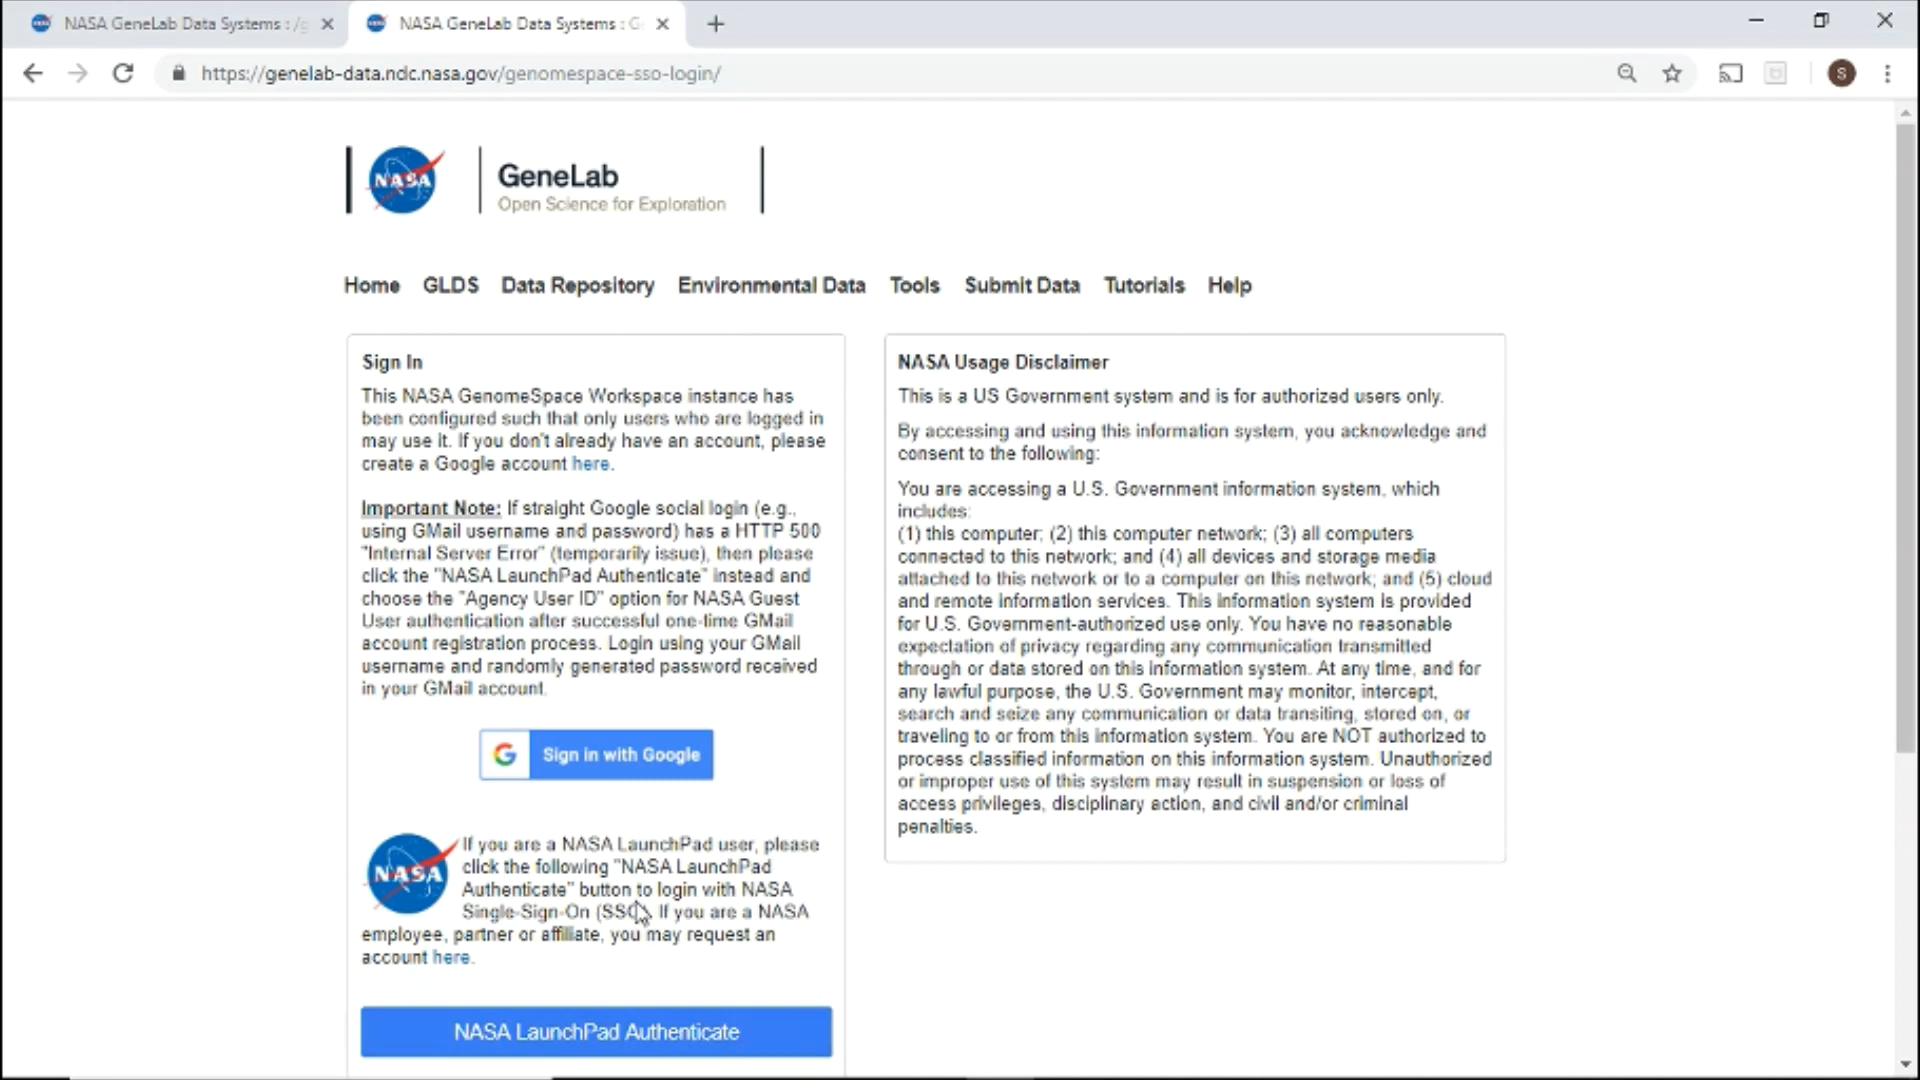 NASA GeneLab Data Systems : /g
NASA GeneLab Data Systems : G
https://genelab-data.ndc.nasa.gov/genomespace-sso-login/
S
NASA
GeneLab
Open Science for Exploration
Home GLDS Data Repository Environmental Data Tools Submit Data Tutorials Help
Sign In
This NASA GenomeSpace Workspace instance has
been configured such that only users who are logged in
may use it. If you don't already have an account, please
create a Google account here.
Important Note: If straight Google social login (e.g.,
using GMail username and password) has a HTTP 500
"Internal Server Error" (temporarily issue), then please
click the "NASA LaunchPad Authenticate" instead and
choose the "Agency User ID" option for NASA Guest
User authentication after successful one-time GMail
account registration process. Login using your GMail
username and randomly generated password received
in your GMail account.
G Sign in with Google
NASA
If you are a NASA LaunchPad user, please
click the following "NASA LaunchPad
Authenticate" button to login with NASA
Single-Sign-On (SSO). If you are a NASA
employee, partner or affiliate, you may request an
account here.
NASA LaunchPad Authenticate
NASA Usage Disclaimer
This is a US Government system and is for authorized users only.
By accessing and using this information system, you acknowledge and
consent to the following:
You are accessing a U.S. Government information system, which
includes:
(1) this computer; (2) this computer network; (3) all computers
connected to this network; and (4) all devices and storage media
attached to this network or to a computer on this network; and (5) cloud
and remote information services. This information system is provided
for U.S. Government-authorized use only. You have no reasonable
expectation of privacy regarding any communication transmitted
through or data stored on this information system. At any time, and for
any lawful purpose, the U.S. Government may monitor, intercept,
search and seize any communication or data transiting, stored on, or
traveling to or from this information system. You are NOT authorized to
process classified information on this information system. Unauthorized
or improper use of this system may result in suspension or loss of
access privileges, disciplinary action, and civil and/or criminal
penalties.